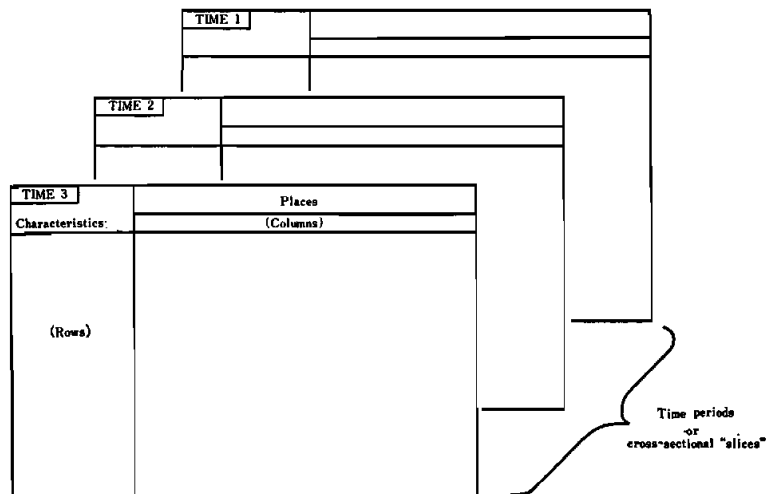 TIME 1
TIME 2
TIME 3
Places
Characteristics:
(Columns)
(Rows)
Time periods
or
cross-sectional "slices"